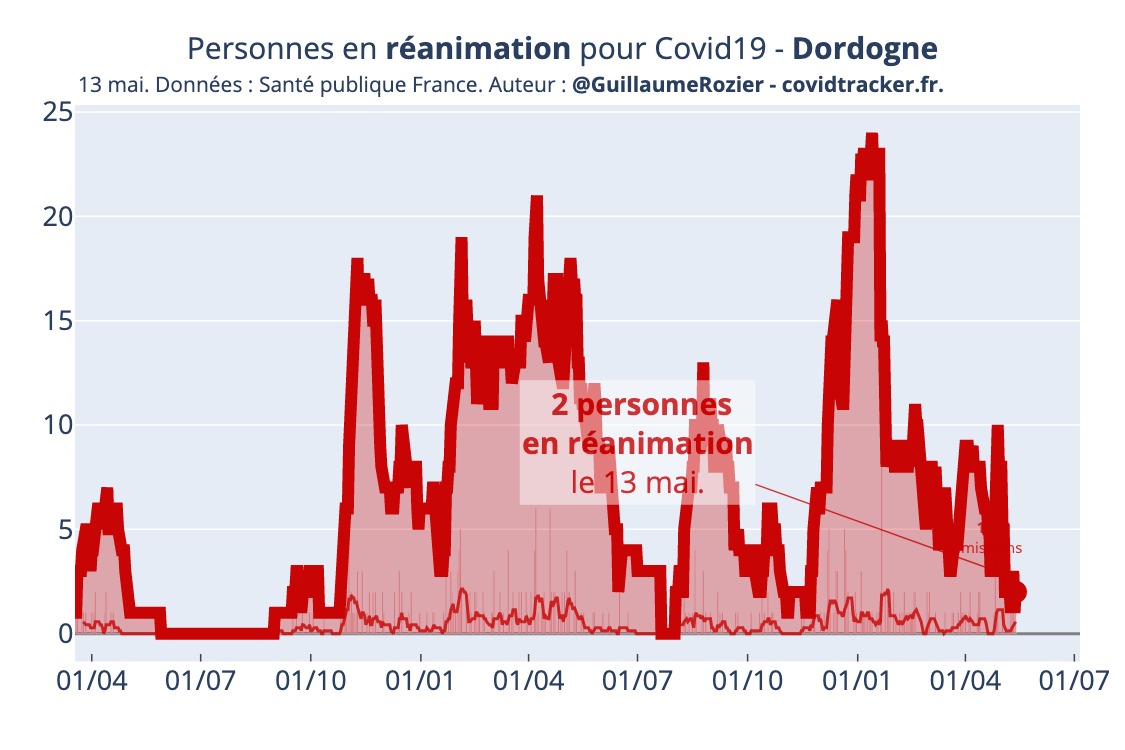 Personnes en réanimation pour Covid19 - Dordogne
13 mai. Données : Santé publique France. Auteur : @GuillaumeRozier - covidtracker.fr.
25
20
15
10
5
0
2 personnes
en réanimation
le 13 mai.
01/04 01/07 01/10 01/01 01/04 01/07 01/10 01/01 01/04 01/07